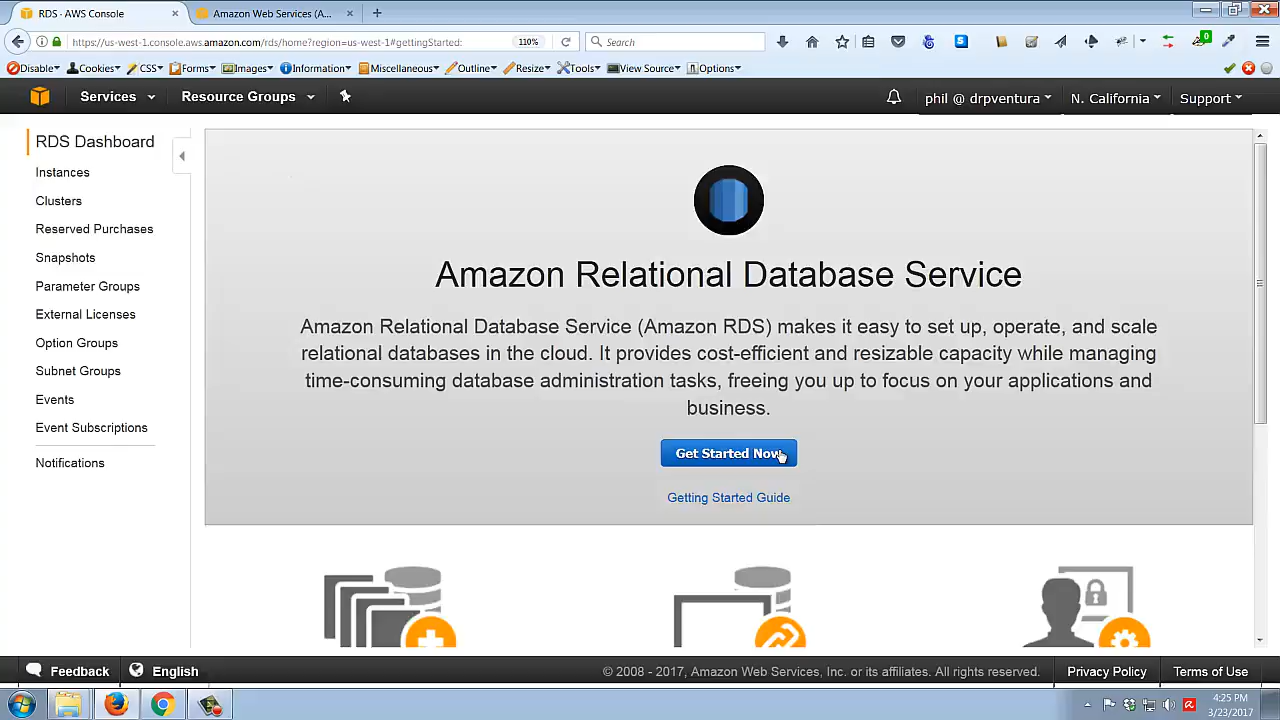 RDS · AWS Console
Amazon Web Services (A...
https://us-west-1.console.aws.amazon.com/rds/home?region=us-west-1#gettingStarted:
110%
Search
0
Disable
Cookies
CSS
Forms
Images
Information
Miscellaneous
Outline
Resize
Tools
View Source
Options
Services
Resource Groups
phil @ drpventura
N. California
Support
RDS Dashboard
Instances
Clusters
Reserved Purchases
Snapshots
Parameter Groups
External Licenses
Option Groups
Subnet Groups
Events
Event Subscriptions
Notifications
Amazon Relational Database Service
Amazon Relational Database Service (Amazon RDS) makes it easy to set up, operate, and scale
relational databases in the cloud. It provides cost-efficient and resizable capacity while managing
time-consuming database administration tasks, freeing you up to focus on your applications and
business.
Get Started Now
Getting Started Guide
Feedback
English
© 2008 - 2017, Amazon Web Services, Inc. or its affiliates. All rights reserved.
Privacy Policy
Terms of Use
4:25 PM
3/23/2017